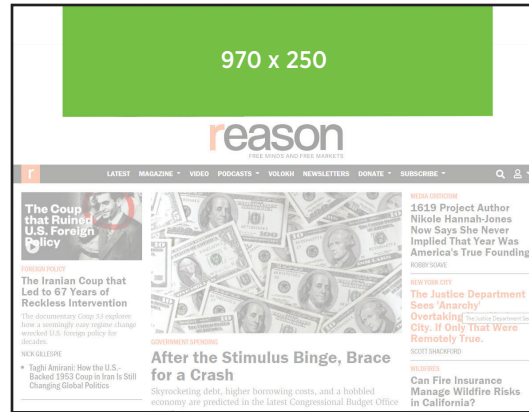 970 x 250
reason
FREE MINDS AND FREE MARKETS
r
LATEST MAGAZINE VIDEO PODCASTS VOLOKH NEWSLETTERS DONATE SUBSCRIBE
The Coup
that Ruined
U.S. Foreign
Policy
FOREIGN POLICY
The Iranian Coup that
Led to 67 Years of
Reckless Intervention
The documentary Coup 53 explores
how a seemingly easy regime change
wrecked U.S. foreign policy for
decades.
NICK GILLESPIE
• Taghi Amirani: How the U.S.-
Backed 1953 Coup in Iran Is Still
Changing Global Politics
GOVERNMENT SPENDING
After the Stimulus Binge, Brace
for a Crash
Skyrocketing debt, higher borrowing costs, and a hobbled
economy are predicted in the latest Congressional Budget Office
MEDIA CRITICISM
1619 Project Author
Nikole Hannah-Jones
Now Says She Never
Implied That Year Was
America's True Founding
ROBBY SOAVE
NEW YORK CITY
The Justice Department
Sees 'Anarchy'
Overtaking The Justice Department See
City. If Only That Were
Remotely True.
SCOTT SHACKFORD
WILDFIRES
Can Fire Insurance
Manage Wildfire Risks
in California?